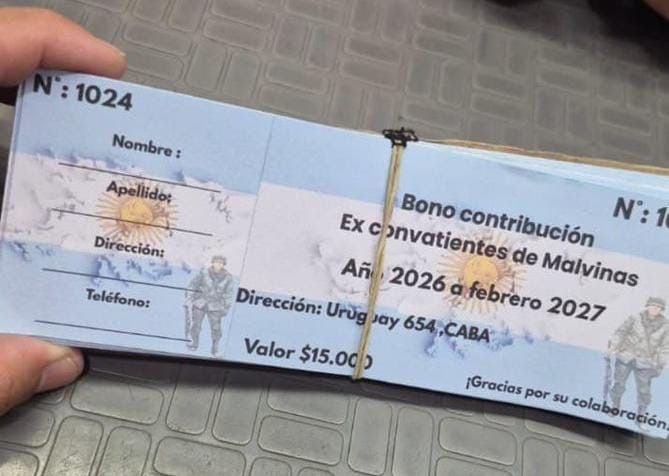 N°: 1024
Nombre :
Apellido:
Dirección:
Teléfono:
N°: 1
Bono contribución
Ex convatientes de Malvinas
Año 2026 a febrero 2027
Dirección: Uruguay 654,CABA
Valor $15.000
¡Gracias por su colaboración!